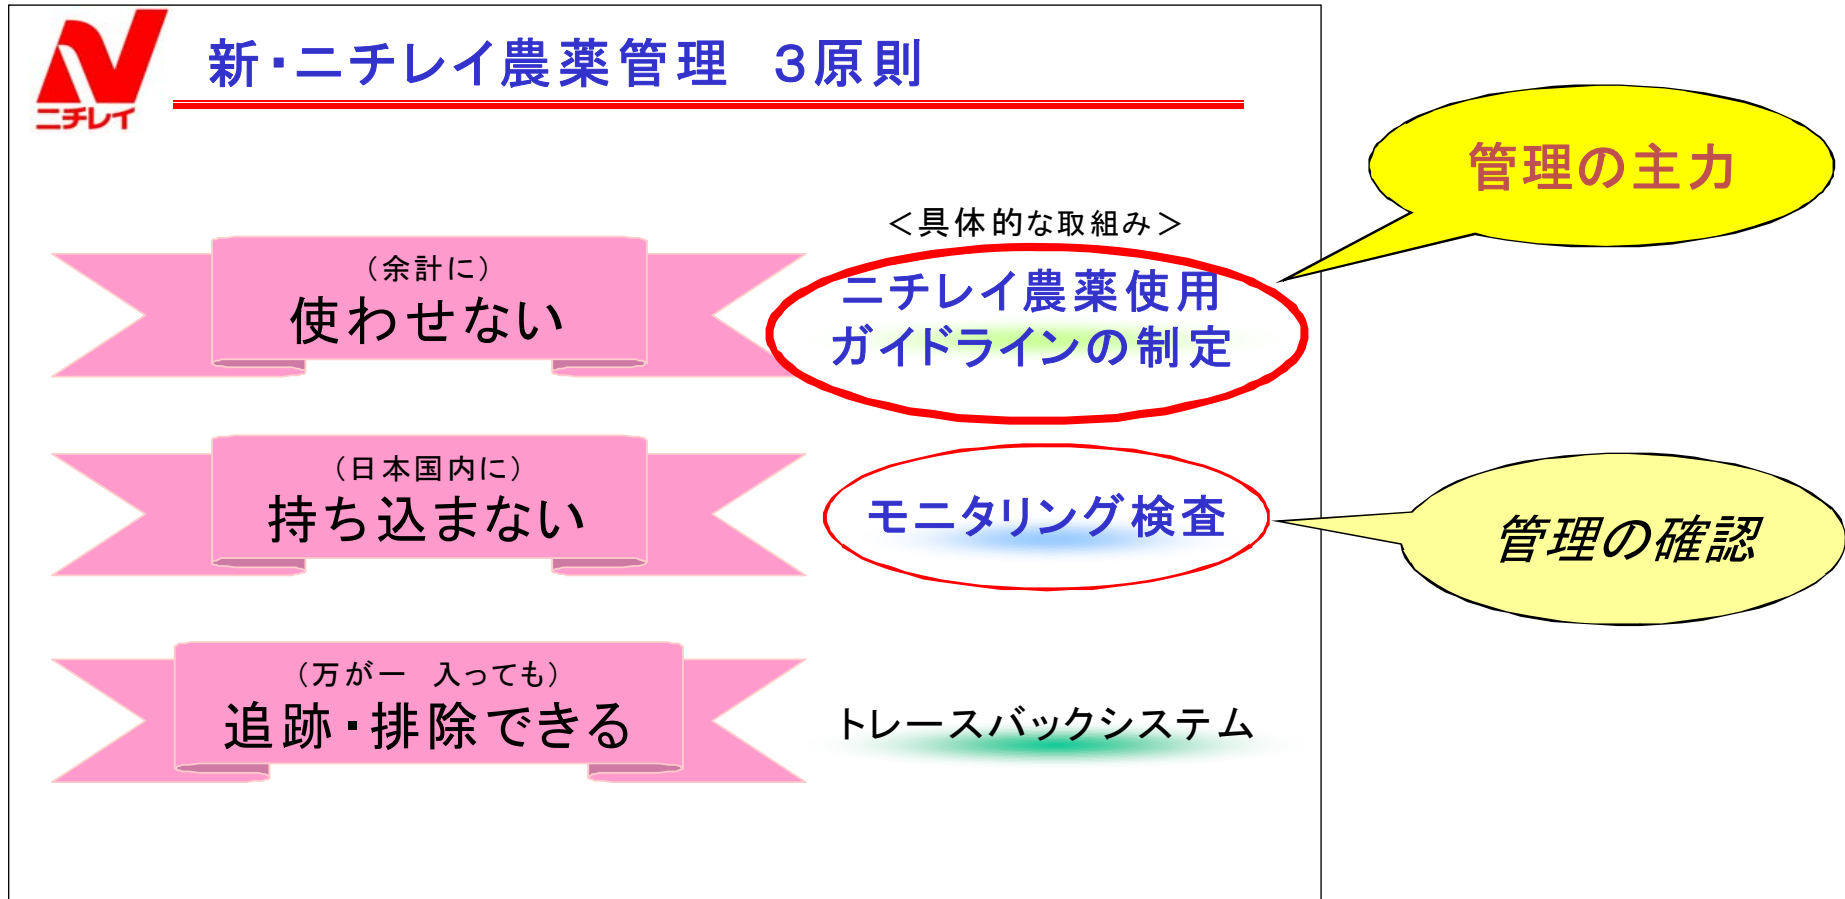 ニチレイ
新・ニチレイ農薬管理　３原則
管理の主力
＜具体的な取組み＞
（余計に）
使わせない
ニチレイ農薬使用
ガイドラインの制定
（日本国内に）
持ち込まない
モニタリング検査
管理の確認
（万が一　入っても）
追跡・排除できる
トレースバックシステム